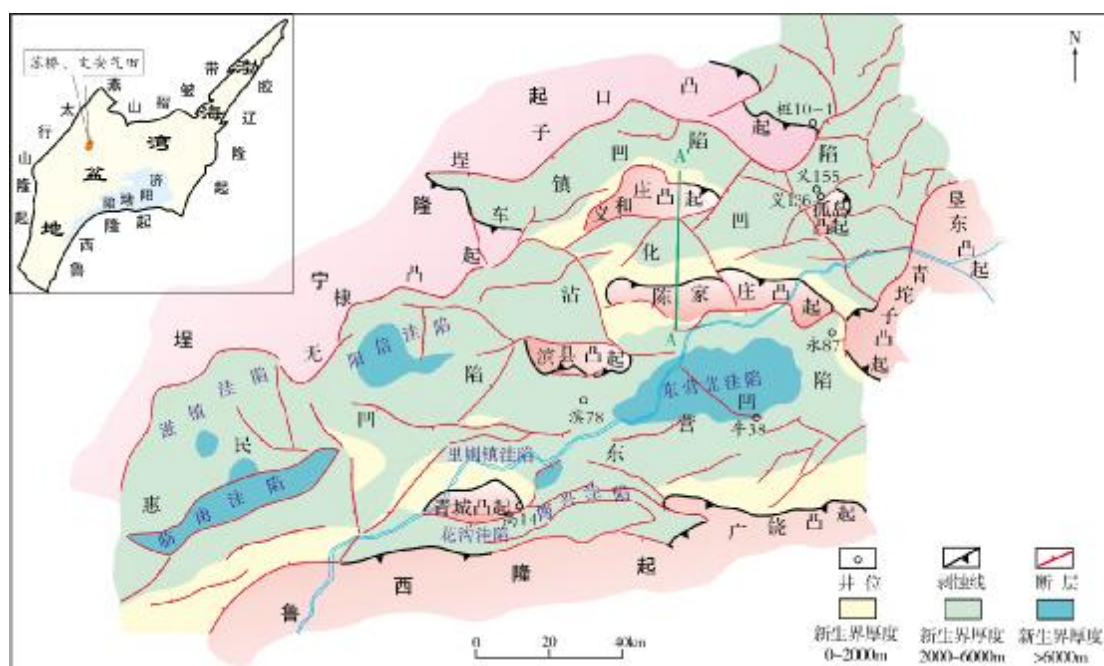 苏桥、文安气田
燕山褶皱带
太行山隆起
渤海湾盆地
胶辽隆起
济阳坳陷
鲁西隆起
N
埕子口凸起
桩10-1
车镇凹陷
义和庄凸起
A'
义155
义136
孤岛凸起
垦东凸起
青坨子凸起
埕宁隆起
无棣凸起
沾化凹陷
陈家庄凸起
A
滨县凸起
永87
阳信洼陷
东营北洼陷
滨78
牛38
滋镇洼陷
惠民凹陷
临南洼陷
里则镇洼陷
东营凹陷
青城凸起
博兴洼陷
花沟洼陷
广饶凸起
鲁西隆起
0 20 40km
井位 剥蚀线 断层
新生界厚度 0~2000m
新生界厚度 2000~6000m
新生界厚度 >6000m